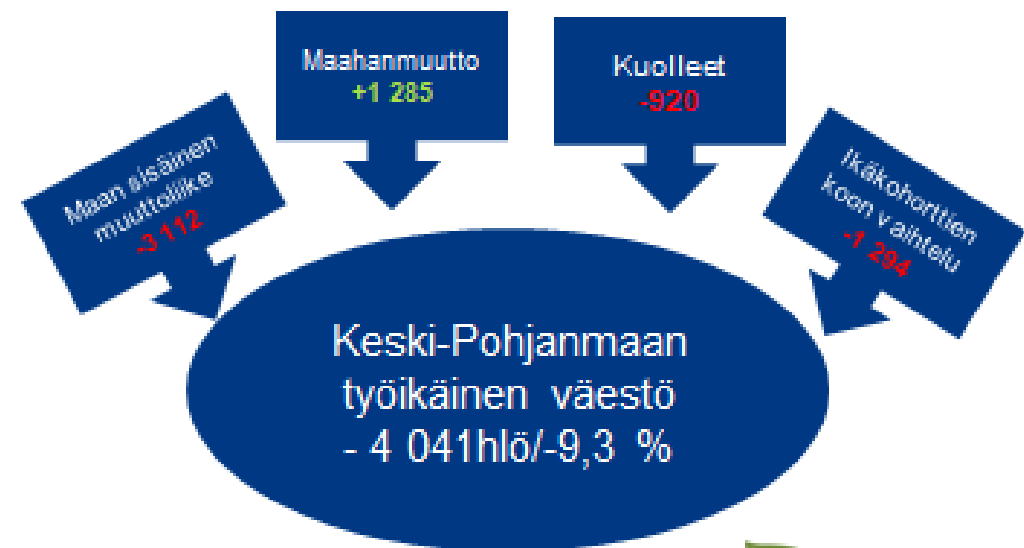 Maahanmuutto
+1 285
Kuolleet
-920
Maan sisäinen
muuttoliike
-3 112
Ikäkohorttien
koon vaihtelu
-1 294
Keski-Pohjanmaan
työikäinen väestö
- 4 041hlö/-9,3 %